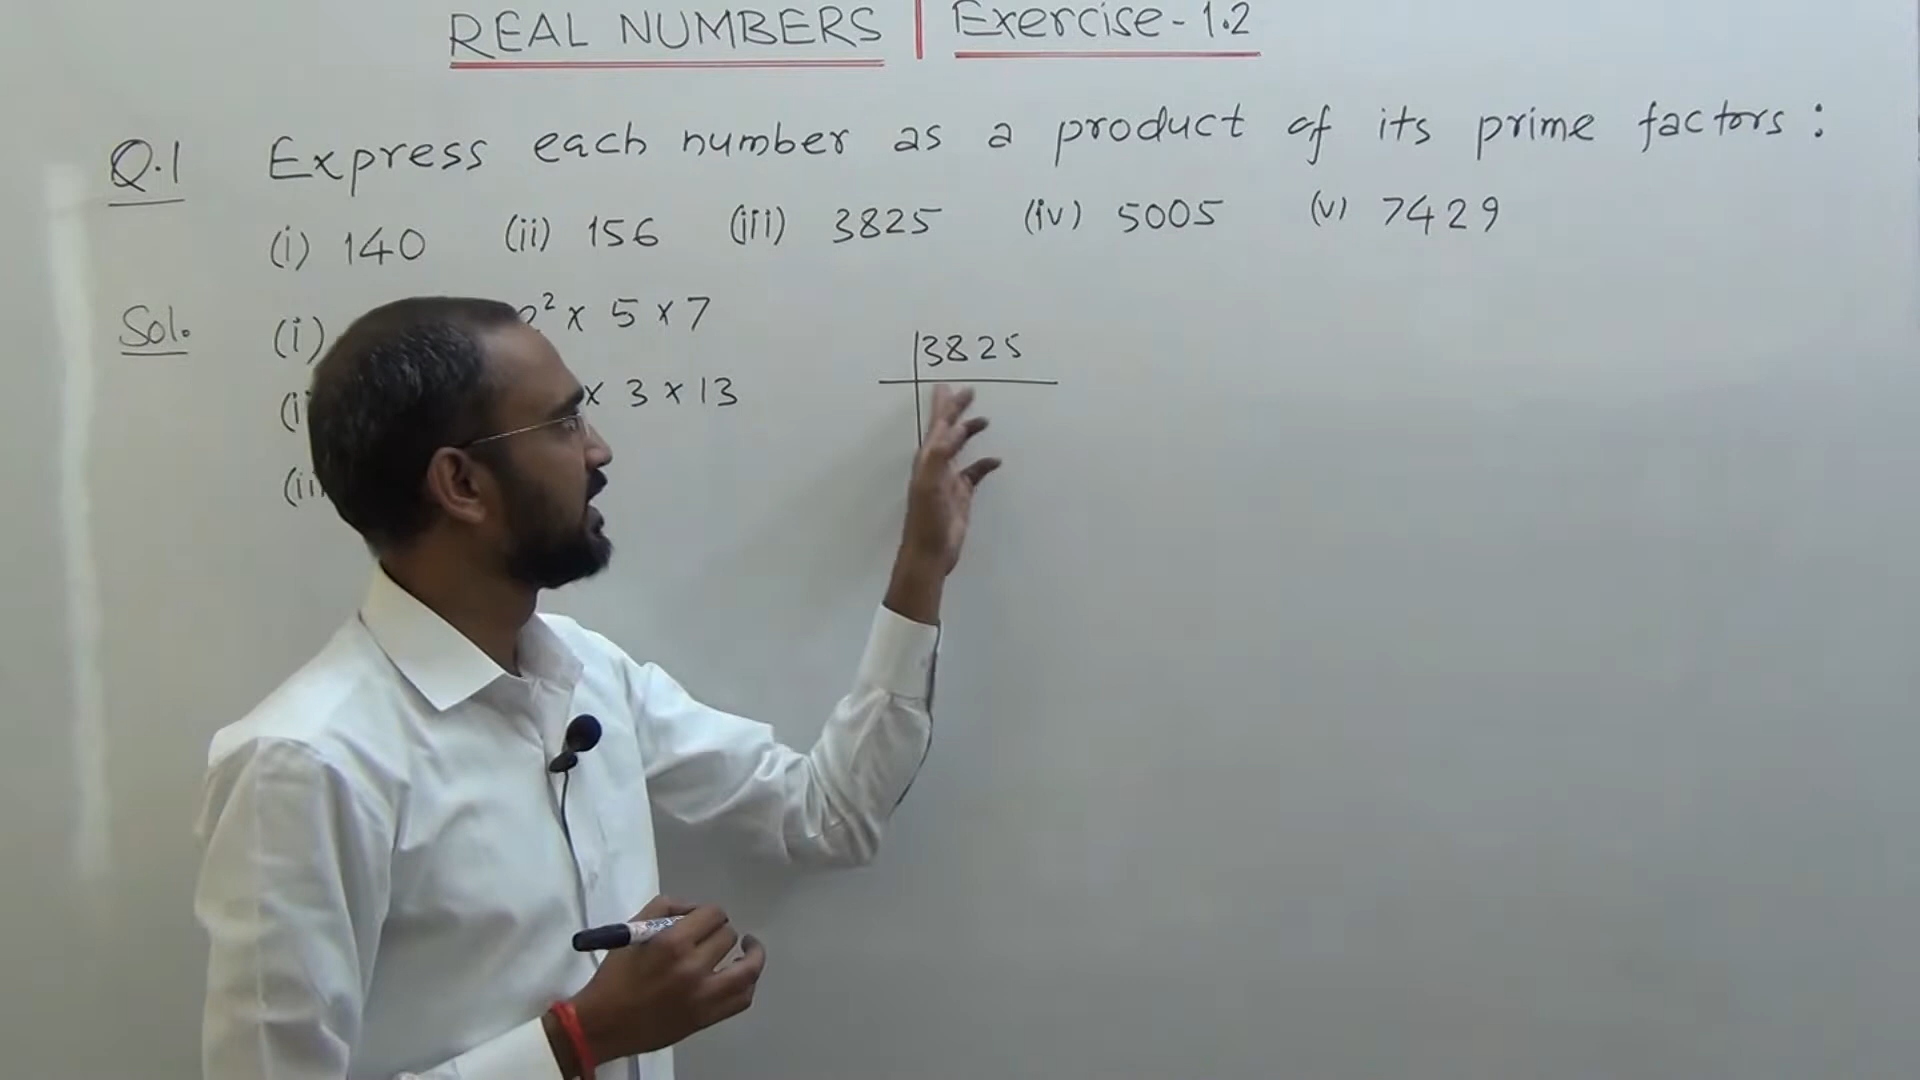 REAL NUMBERS | Exercise - 1.2
Q.1 Express each number as a product of its prime factors :
(i) 140 (ii) 156 (iii) 3825 (iv) 5005 (v) 7429
Sol. (i) 2² x 5 x 7
x 3 x 13
3825